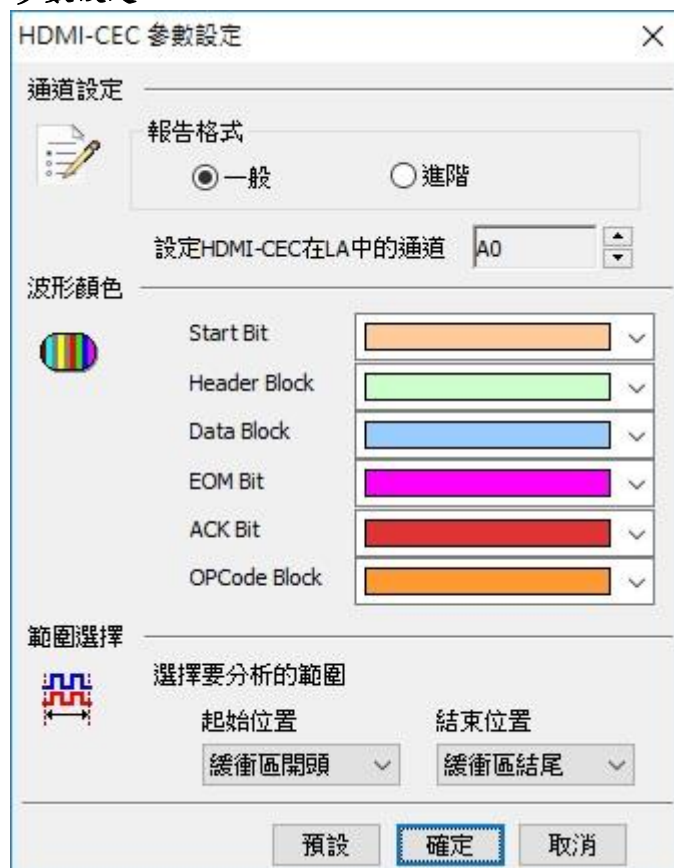 HDMI-CEC 參數設定
通道設定
報告格式
一般 進階
設定HDMI-CEC在LA中的通道 A0
波形顏色
Start Bit
Header Block
Data Block
EOM Bit
ACK Bit
OPCode Block
範圍選擇
選擇要分析的範圍
起始位置 結束位置
緩衝區開頭 緩衝區結尾
預設 確定 取消